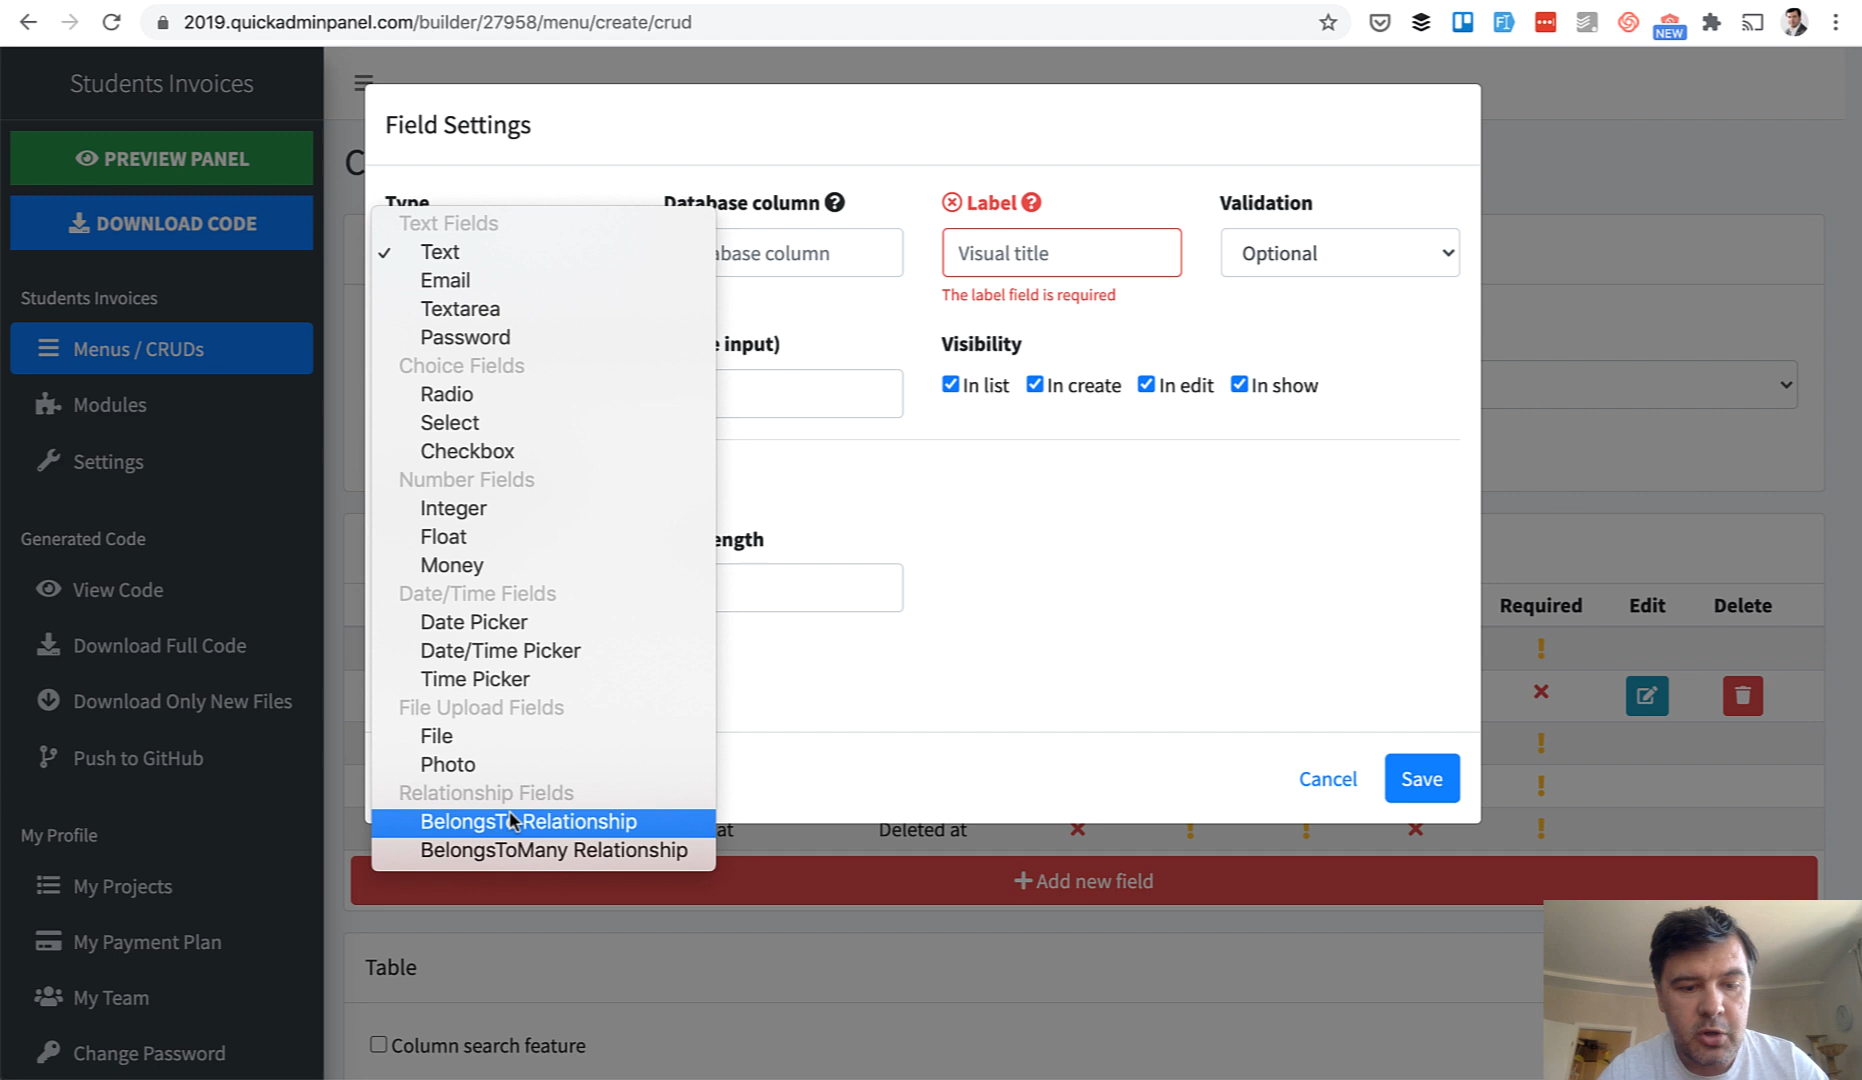 2019.quickadminpanel.com/builder/27958/menu/create/crud
NEW
Students Invoices
PREVIEW PANEL
DOWNLOAD CODE
Students Invoices
Menus / CRUDs
Modules
Settings
Generated Code
View Code
Download Full Code
Download Only New Files
Push to GitHub
My Profile
My Projects
My Payment Plan
My Team
Change Password
Field Settings
Type
Database column
Label
Validation
Visual title
Optional
The label field is required
input)
Visibility
In list
In create
In edit
In show
Text Fields
Text
Email
Textarea
Password
Choice Fields
Radio
Select
Checkbox
Number Fields
Integer
Float
Money
Date/Time Fields
Date Picker
Date/Time Picker
Time Picker
File Upload Fields
File
Photo
Relationship Fields
BelongsTo Relationship
BelongsToMany Relationship
Cancel
Save
Required
Edit
Delete
at
Deleted at
+ Add new field
Table
Column search feature